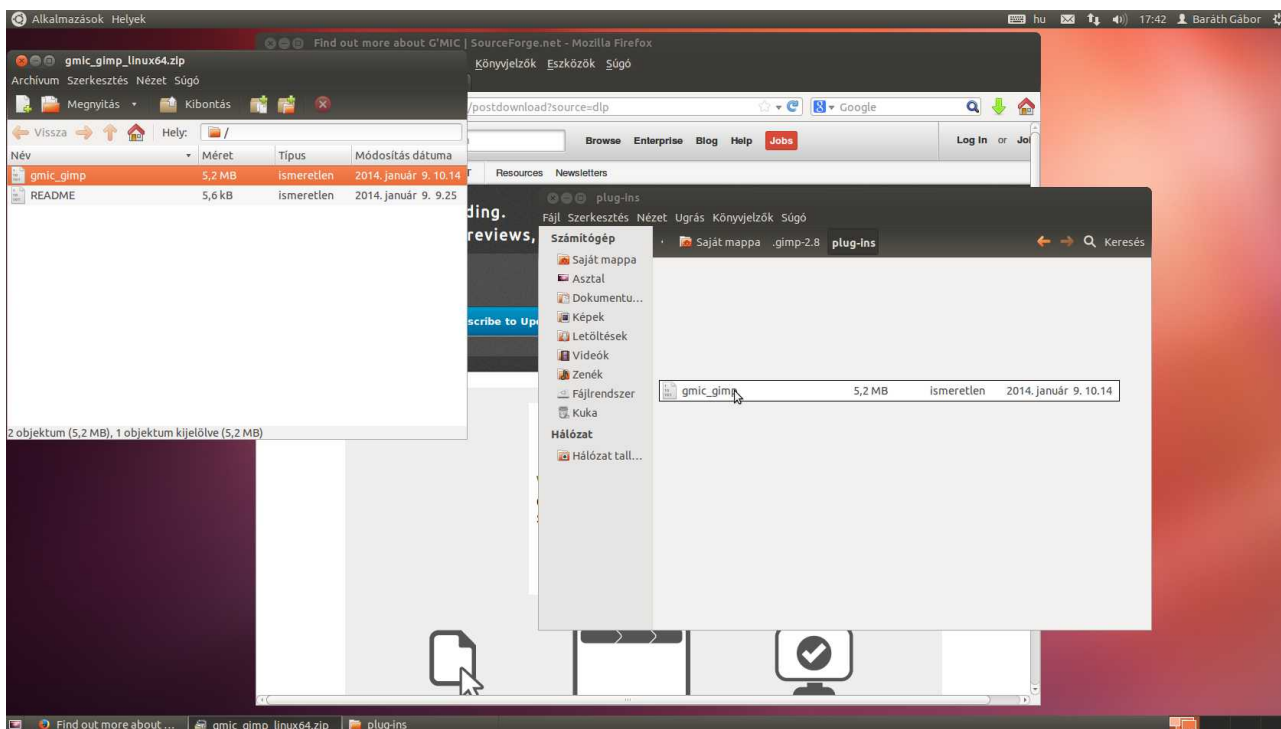 Alkalmazások Helyek
hu 17:42 Baráth Gábor
Find out more about G'MIC | SourceForge.net - Mozilla Firefox
gmic_gimp_linux64.zip
Könyvjelzők Eszközök Súgó
Archívum Szerkesztés Nézet Súgó
Megnyitás Kibontás
/postdownload?source=dlp
Google
Vissza Hely: /
Browse Enterprise Blog Help Jobs Log In or
Név Méret Típus Módosítás dátuma
gmic_gimp 5,2 MB ismeretlen 2014. január 9. 10.14
Resources Newsletters
README 5,6 kB ismeretlen 2014. január 9. 9.25
plug-ins
Fájl Szerkesztés Nézet Ugrás Könyvjelzők Súgó
ding.
reviews,
Számítógép
Saját mappa .gimp-2.8 plug-ins
Keresés
Saját mappa
Asztal
Dokumentu...
Képek
scribe to Up
Letöltések
Videók
Zenék
Fájlrendszer
gmic_gimp 5,2 MB ismeretlen 2014. január 9. 10.14
Kuka
Hálózat
2 objektum (5,2 MB), 1 objektum kijelölve (5,2 MB)
Hálózat tall...
Find out more about ... gmic_gimp_linux64.zip plug-ins